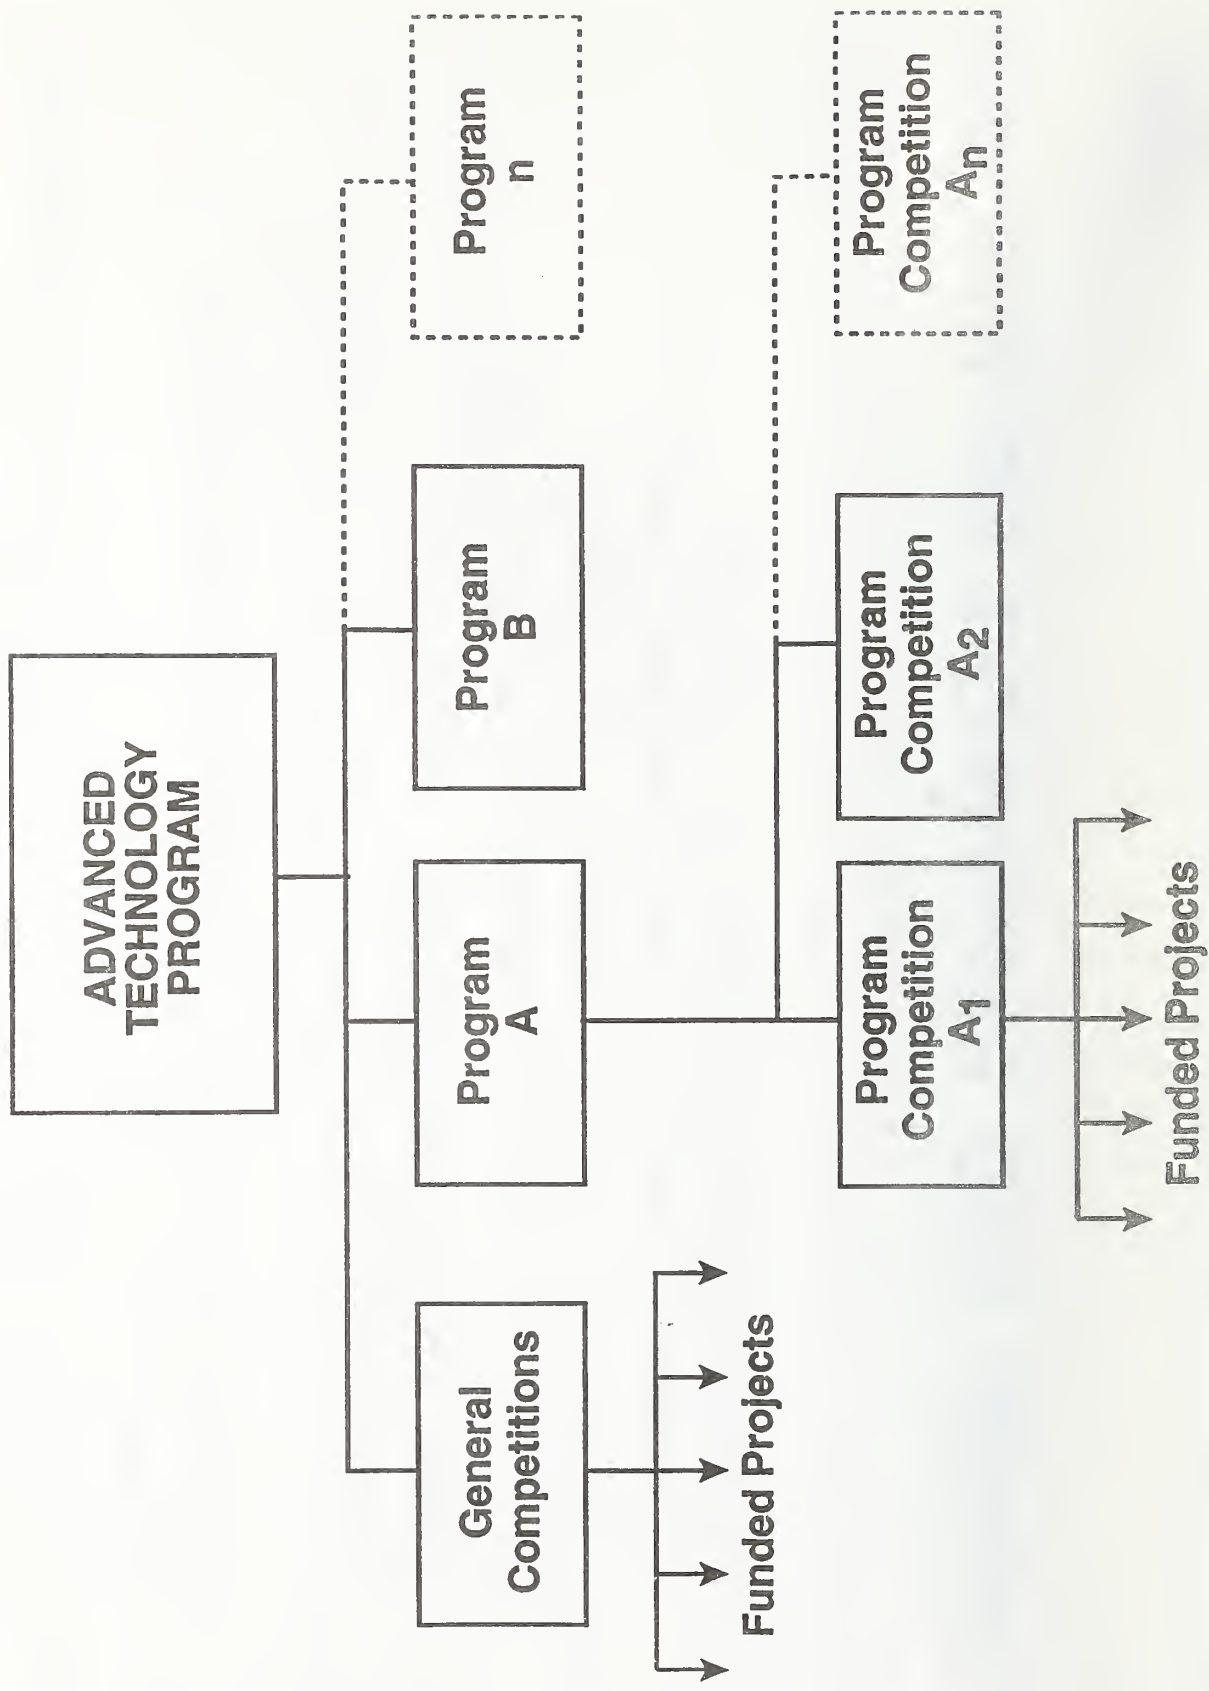 ADVANCED
TECHNOLOGY
PROGRAM
General
Competitions
Program
A
Program
B
Program
n
Funded Projects
Program
Competition
A1
Program
Competition
A2
Program
Competition
An
Funded Projects